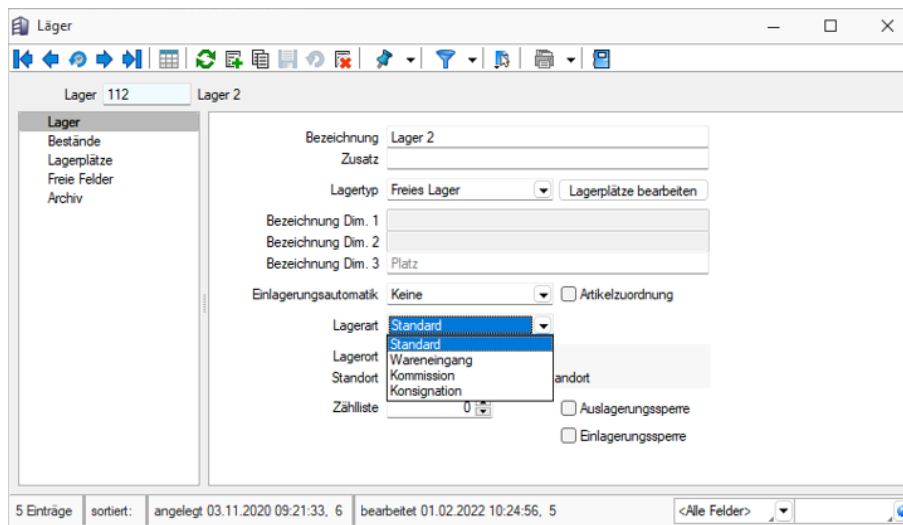 Läger
Lager 112 Lager 2
Lager
Bestände
Lagerplätze
Freie Felder
Archiv
Bezeichnung Lager 2
Zusatz
Lagertyp Freies Lager Lagerplätze bearbeiten
Bezeichnung Dim. 1
Bezeichnung Dim. 2
Bezeichnung Dim. 3 Platz
Einlagerungsautomatik Keine Artikelzuordnung
Lagerart Standard
Standard
Wareneingang
Kommission
Konsignation
Lagerort
Standort andort
Zählliste 0 Auslagerungssperre
Einlagerungssperre
5 Einträge sortiert: angelegt 03.11.2020 09:21:33, 6 bearbeitet 01.02.2022 10:24:56, 5 <Alle Felder>